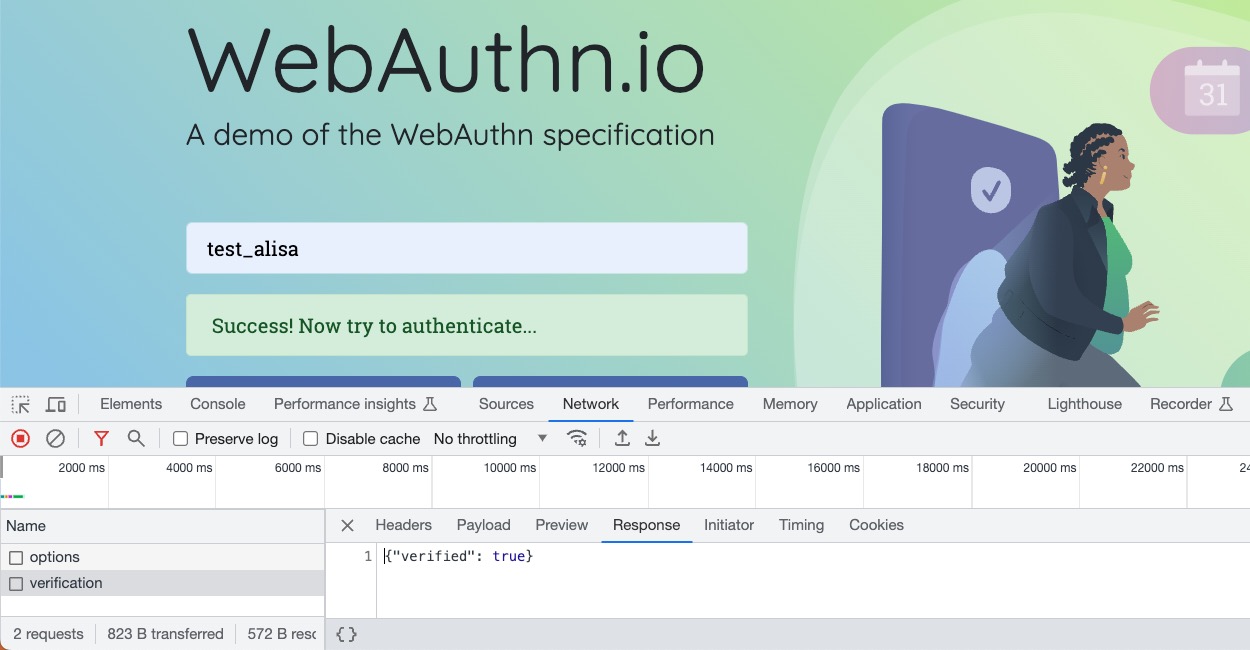 WebAuthn.io
A demo of the WebAuthn specification
31
test_alisa
Success! Now try to authenticate...
Elements Console Performance insights Sources Network Performance Memory Application Security Lighthouse Recorder
Preserve log Disable cache No throttling
2000 ms 4000 ms 6000 ms 8000 ms 10000 ms 12000 ms 14000 ms 16000 ms 18000 ms 20000 ms 22000 ms
Name Headers Payload Preview Response Initiator Timing Cookies
options 1 {"verified": true}
verification
2 requests 823 B transferred 572 B { }